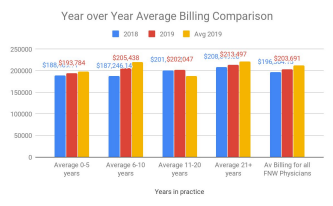 Year over Year Average Billing Comparison
2018 2019 Avg 2019
250000
200000
150000
100000
50000
0
$193,784
$205,438
$202,047
$213,497
$203,691
Average 0-5 years
Average 6-10 years
Average 11-20 years
Average 21+ years
Av Billing for all FNW Physicians
Years in practice